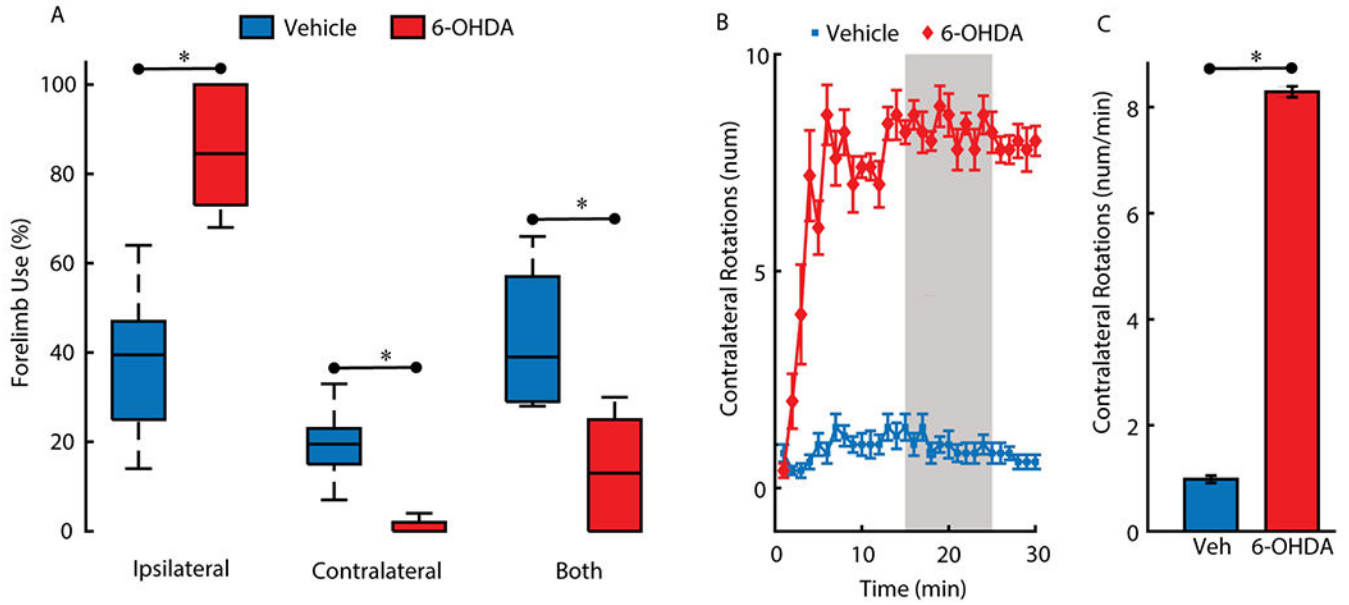 A
Vehicle 6-OHDA
Forelimb Use (%)
100
80
60
40
20
0
*
*
*
Ipsilateral Contralateral Both
B
Vehicle 6-OHDA
Contralateral Rotations (num)
10
5
0
0 10 20 30
Time (min)
C
*
Contralateral Rotations (num/min)
8
6
4
2
0
Veh 6-OHDA